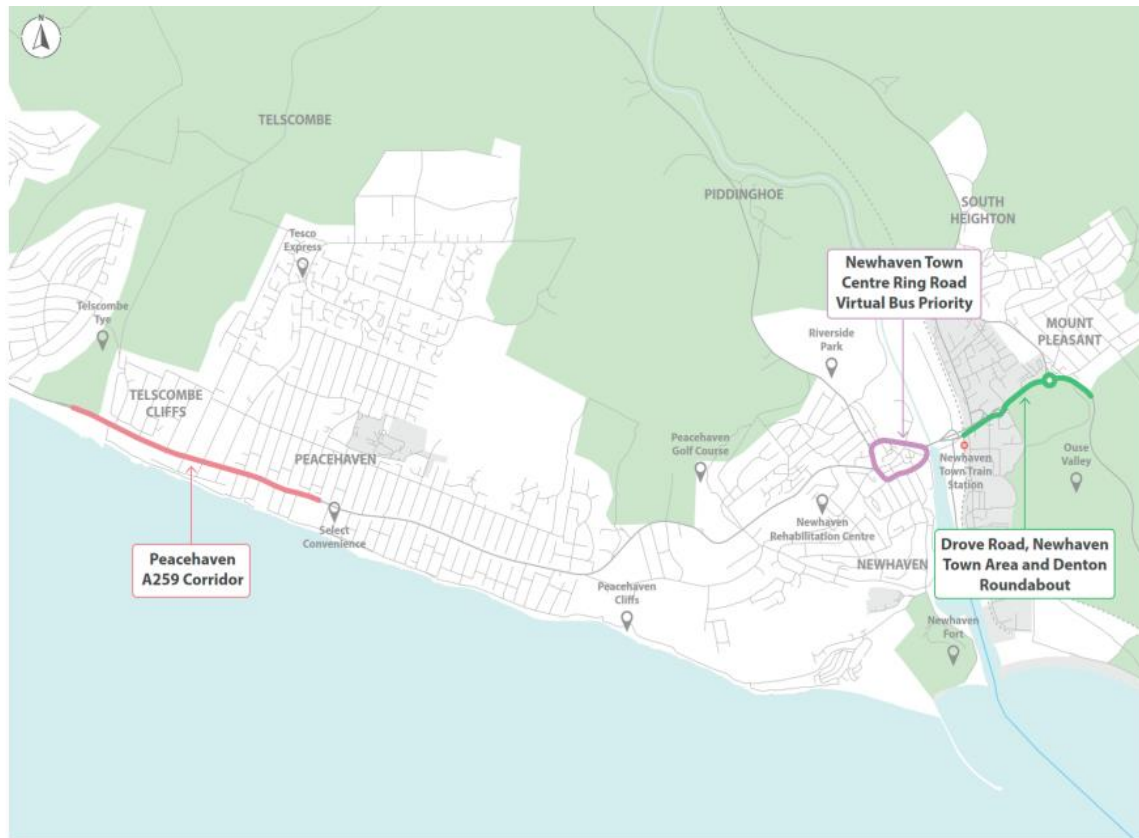 N
TELSCOMBE
PIDDINGHOE
SOUTH
HEIGHTON
Tesco
Express
Newhaven Town
Centre Ring Road
Virtual Bus Priority
Telscombe
Tye
Riverside
Park
MOUNT
PLEASANT
TELSCOMBE
CLIFFS
PEACEHAVEN
Peacehaven
Golf Course
Newhaven
Town Train
Station
Ouse
Valley
Select
Convenience
Newhaven
Rehabilitation Centre
Peacehaven
A259 Corridor
NEWHAVEN
Drove Road, Newhaven
Town Area and Denton
Roundabout
Peacehaven
Cliffs
Newhaven
Fort